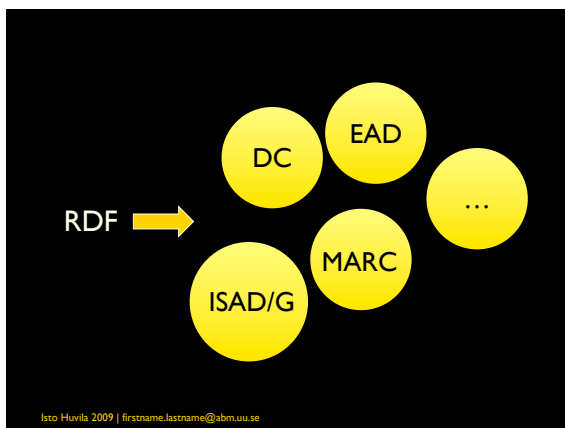 EAD
DC
…
RDF
MARC
ISAD/G
Isto Huvila 2009 | firstname.lastname@abm.uu.se